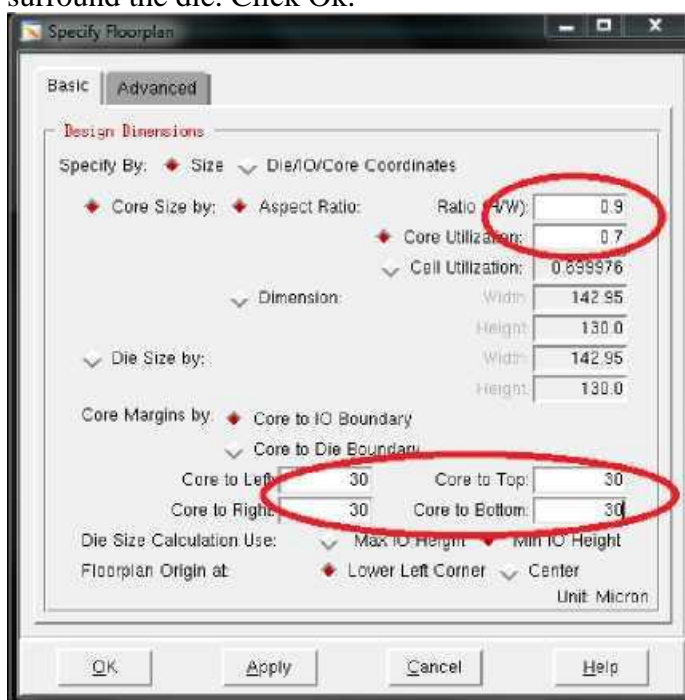 surround the die. Click Ok.
Specify Floorplan
Basic Advanced
Design Dimensions
Specify By: Size Die/IO/Core Coordinates
Core Size by: Aspect Ratio: Ratio (H/W): 0.9
Core Utilization: 0.7
Cell Utilization: 0.699976
Dimension: Width: 142.95
Height: 130.0
Die Size by: Width: 142.95
Height: 130.0
Core Margins by: Core to IO Boundary
Core to Die Boundary
Core to Left: 30 Core to Top: 30
Core to Right: 30 Core to Bottom: 30
Die Size Calculation Use: Max IO Height Min IO Height
Floorplan Origin at: Lower Left Corner Center
Unit: Micron
OK Apply Cancel Help